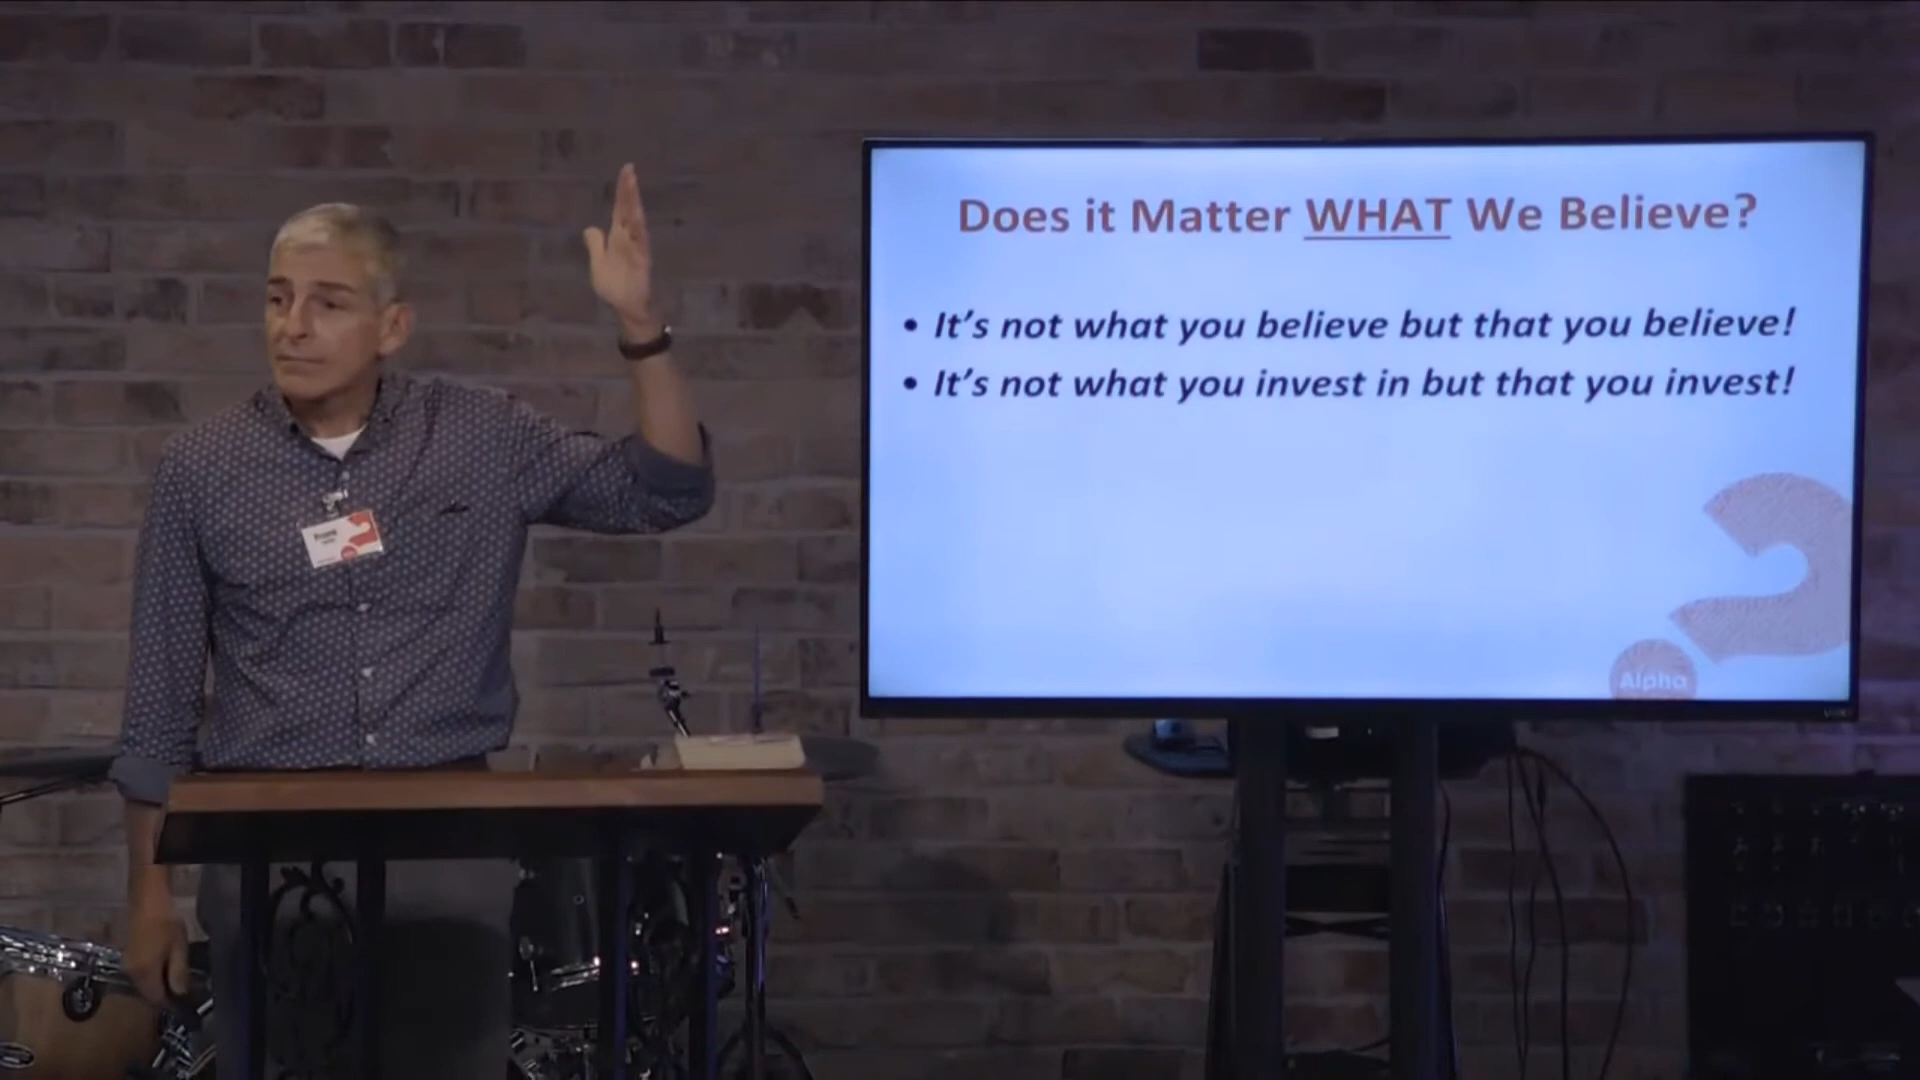 Does it Matter WHAT We Believe?
• It's not what you believe but that you believe!
• It's not what you invest in but that you invest!
Alpha